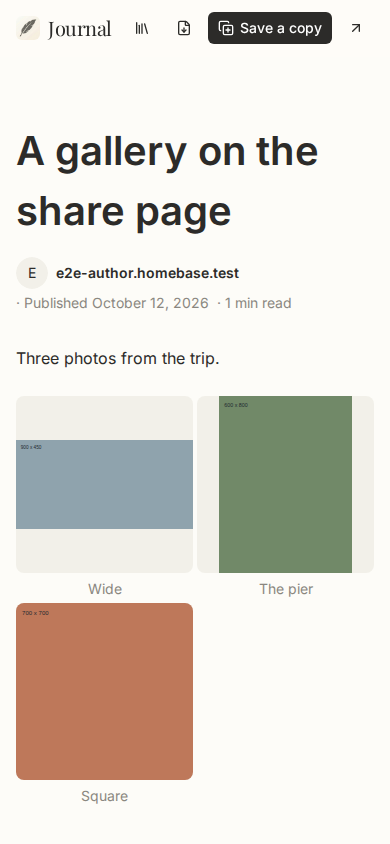 Journal
Save a copy
A gallery on the
share page
E
e2e-author.homebase.test
· Published October 12, 2026 · 1 min read
Three photos from the trip.
900 x 450
600 x 800
Wide
The pier
700 x 700
Square